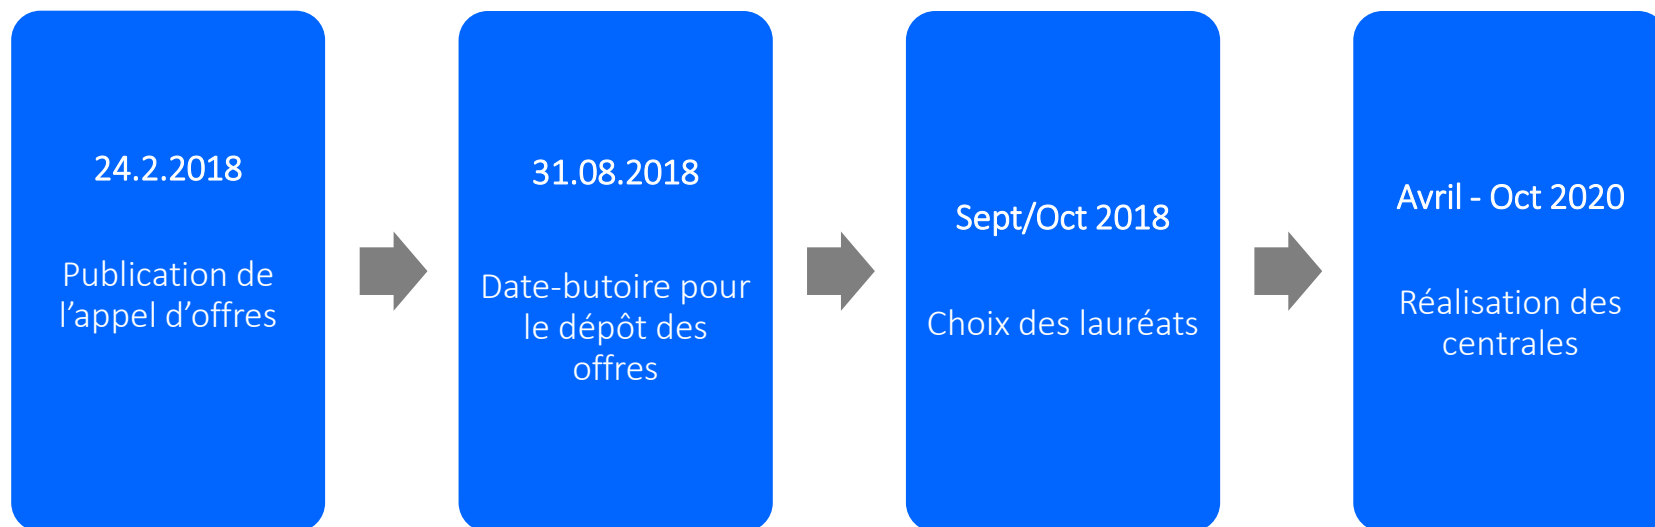 24.2.2018
Publication de
l’appel d’offres
31.08.2018
Date-butoire pour
le dépôt des
offres
Sept/Oct 2018
Choix des lauréats
Avril - Oct 2020
Réalisation des
centrales